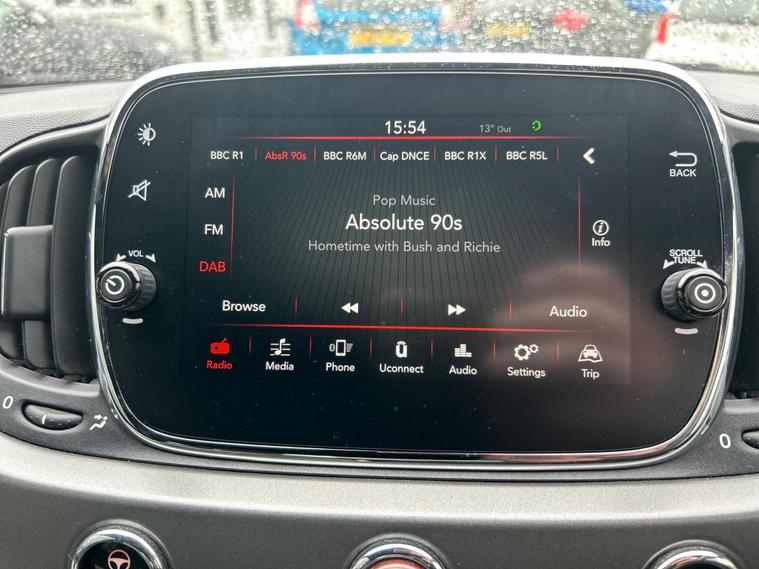 15:54
13° Out
BBC R1 AbsR 90s BBC R6M Cap DNCE BBC R1X BBC R5L
BACK
AM
Pop Music
FM
Absolute 90s
Info
Hometime with Bush and Richie
DAB
VOL
SCROLL
TUNE
Browse
Audio
Radio Media Phone Uconnect Audio Settings Trip
0
0